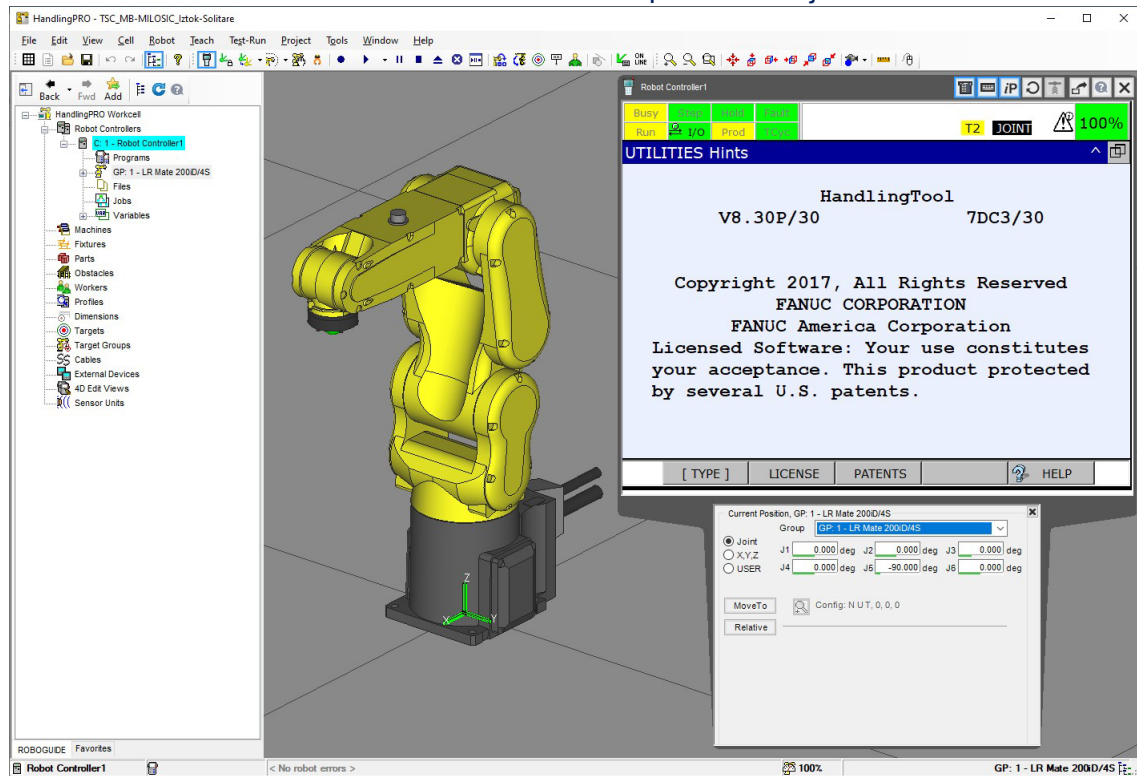 HandlingPRO - TSC_MB-MILOSIC_Iztok-Solitare
File Edit View Cell Robot Teach Test-Run Project Tools Window Help
Back Fwd Add
HandlingPRO Workcell
Robot Controllers
C: 1 - Robot Controller1
Programs
GP: 1 - LR Mate 200iD/4S
Files
Jobs
Variables
Machines
Fixtures
Parts
Obstacles
Workers
Profiles
Dimensions
Targets
Target Groups
Cables
External Devices
4D Edit Views
Sensor Units
ROBOGUIDE Favorites
Z
X Y
Robot Controller1
iP
Busy Step Hold Fault
Run I/O Prod TCyc
T2 JOINT 100%
UTILITIES Hints
HandlingTool
V8.30P/30 7DC3/30
Copyright 2017, All Rights Reserved
FANUC CORPORATION
FANUC America Corporation
Licensed Software: Your use constitutes
your acceptance. This product protected
by several U.S. patents.
[ TYPE ] LICENSE PATENTS HELP
Current Position, GP: 1 - LR Mate 200iD/4S
Group GP: 1 - LR Mate 200iD/4S
Joint
X,Y,Z
USER
J1 0.000 deg J2 0.000 deg J3 0.000 deg
J4 0.000 deg J5 -90.000 deg J6 0.000 deg
MoveTo Config: N U T, 0, 0, 0
Relative
Robot Controller1 < No robot errors > 100% GP: 1 - LR Mate 200iD/4S